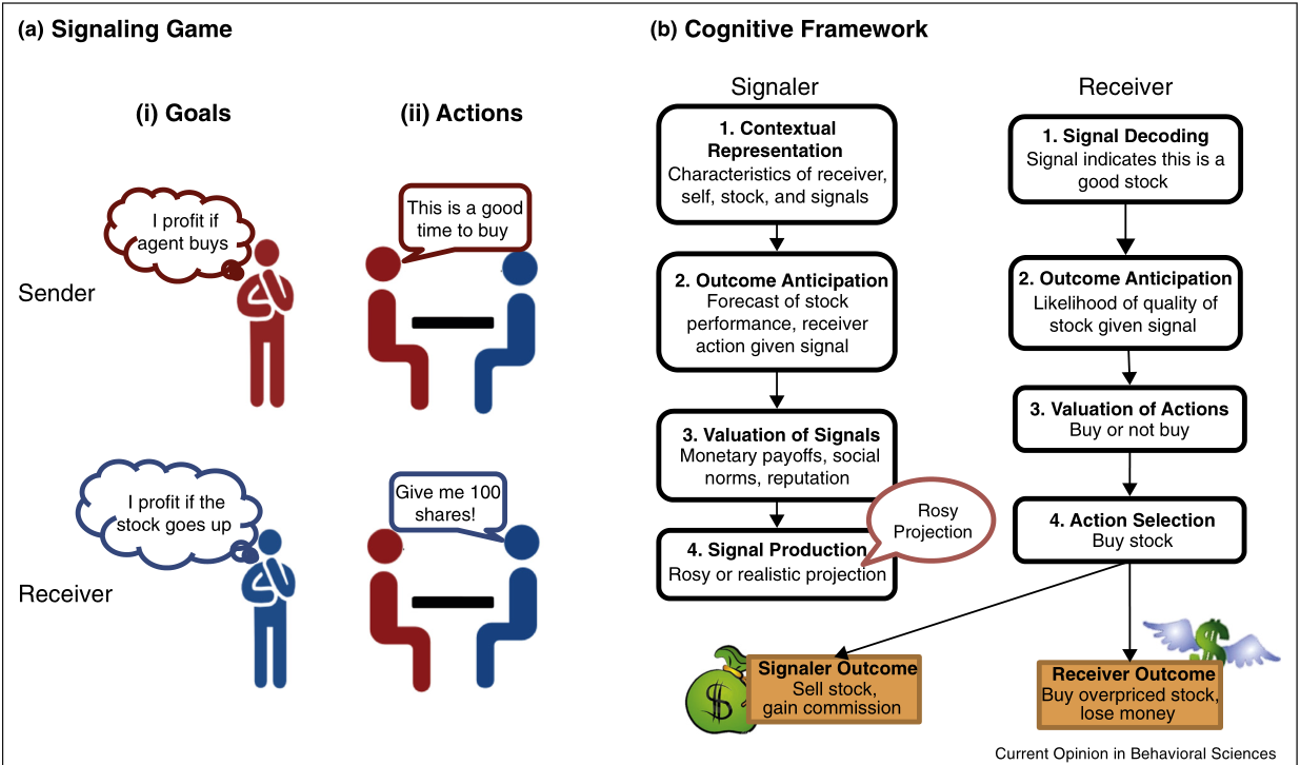 (a) Signaling Game
(i) Goals
(ii) Actions
Sender
I profit if
agent buys
This is a good
time to buy
Receiver
I profit if the
stock goes up
Give me 100
shares!
(b) Cognitive Framework
Signaler
1. Contextual
Representation
Characteristics of receiver,
self, stock, and signals
2. Outcome Anticipation
Forecast of stock
performance, receiver
action given signal
3. Valuation of Signals
Monetary payoffs, social
norms, reputation
4. Signal Production
Rosy or realistic projection
Rosy
Projection
Receiver
1. Signal Decoding
Signal indicates this is a
good stock
2. Outcome Anticipation
Likelihood of quality of
stock given signal
3. Valuation of Actions
Buy or not buy
4. Action Selection
Buy stock
$
Signaler Outcome
Sell stock,
gain commission
$
Receiver Outcome
Buy overpriced stock,
lose money
Current Opinion in Behavioral Sciences